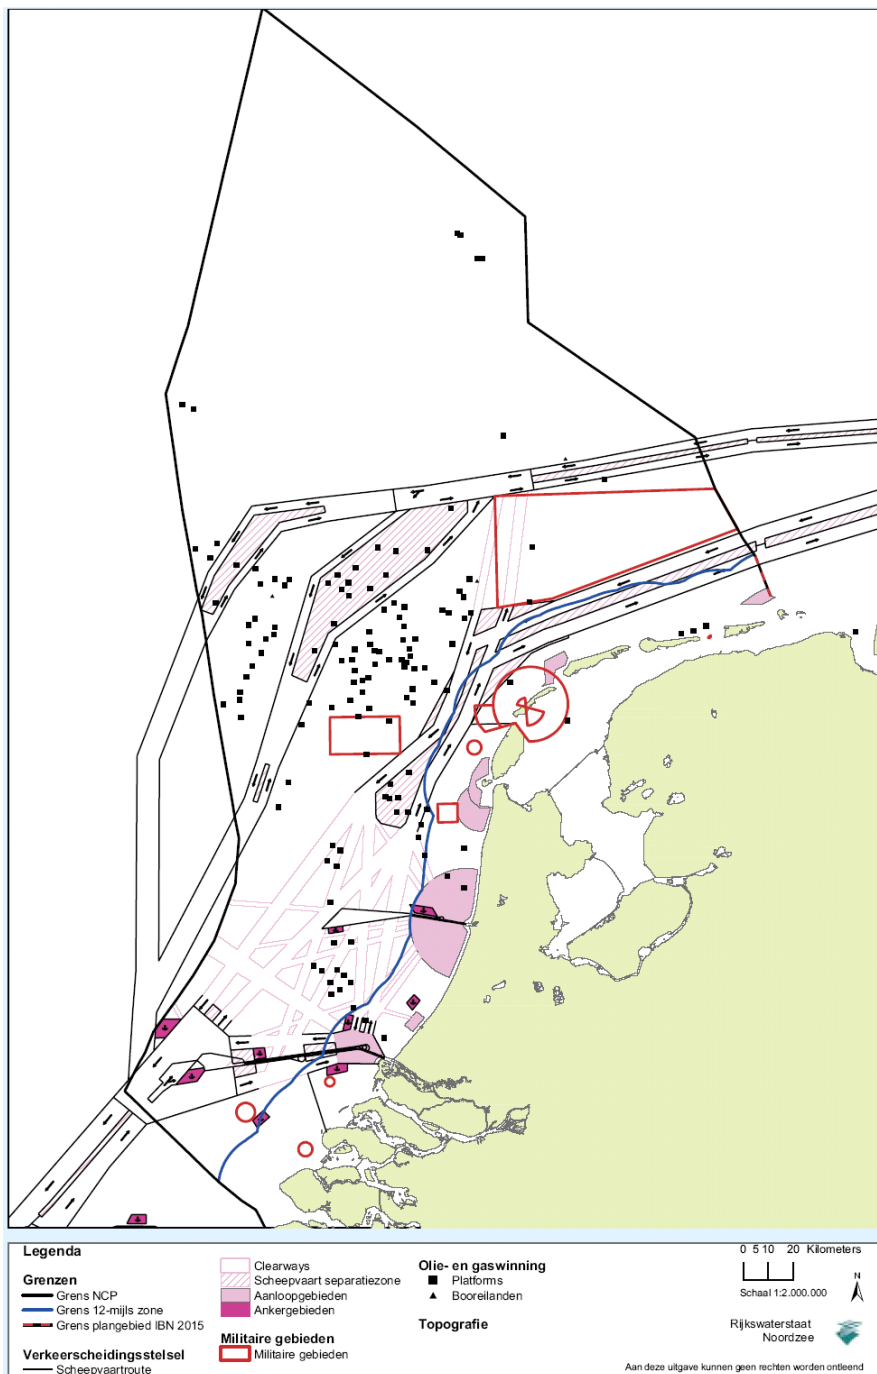 Legenda
Grenzen
Grens NCP
Grens 12-mijls zone
Grens plangebied IBN 2015
Verkeerscheidingsstelsel
Scheepvaartroute
Clearways
Scheepvaart separatiezone
Aanloopgebieden
Ankergebieden
Militaire gebieden
Militaire gebieden
Olie- en gaswinning
Platforms
Booreilanden
Topografie
0 5 10 20 Kilometers
Schaal 1:2.000.000
N
Rijkswaterstaat
Noordzee
Aan deze uitgave kunnen geen rechten worden ontleend